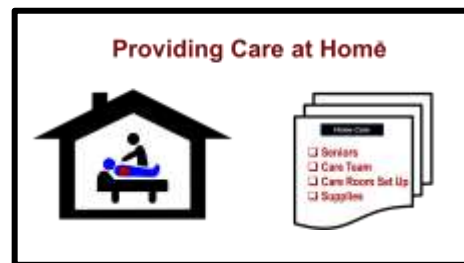 Providing Care at Home
Home Care
❑ Seniors
❑ Care Team
❑ Care Room Set Up
❑ Supplies